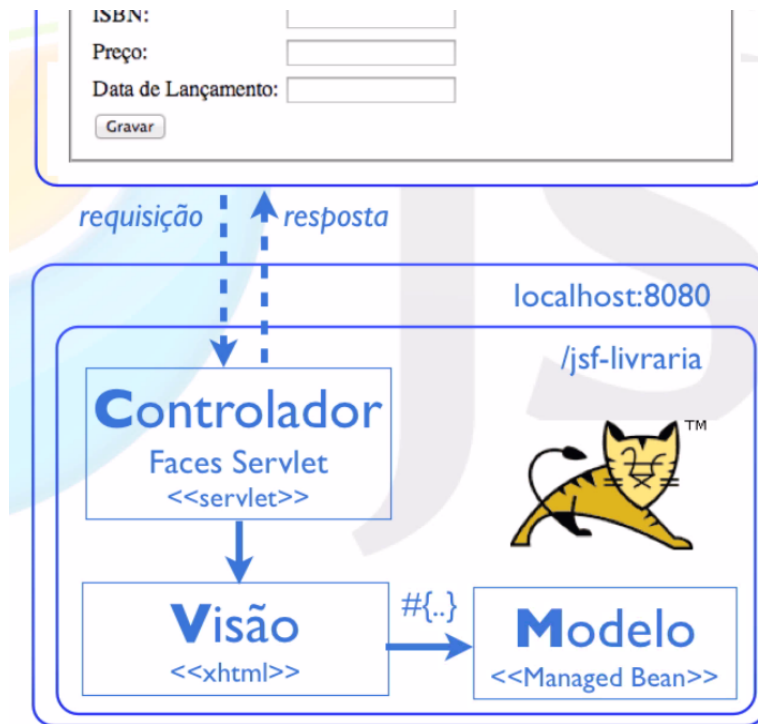 ISBN:
Preço:
Data de Lançamento:
Gravar
requisição
resposta
localhost:8080
/jsf-livraria
Controlador
Faces Servlet
<<servlet>>
TM
Visão
<<xhtml>>
#{..}
Modelo
<<Managed Bean>>
JS